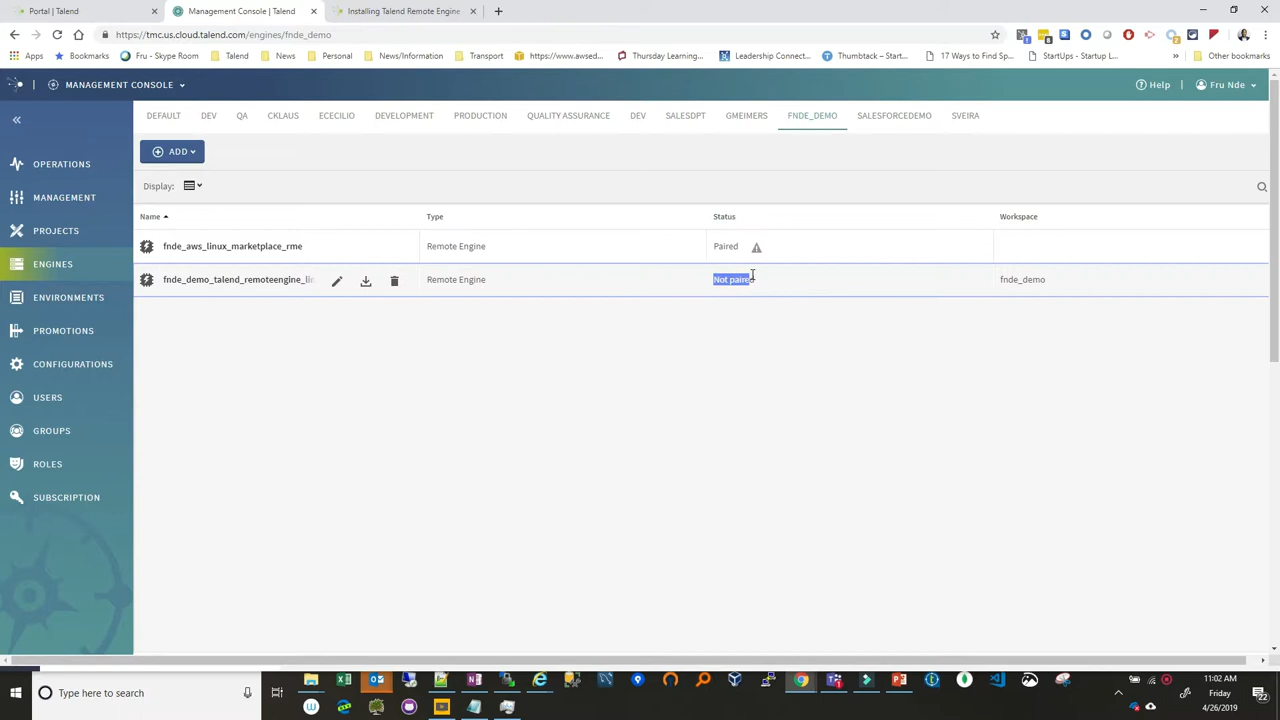 Portal | Talend
Management Console | Talend
Installing Talend Remote Engine
https://tmc.us.cloud.talend.com/engines/fnde_demo
Apps
Bookmarks
Fru - Skype Room
Talend
News
Personal
News/Information
Transport
https://www.awsed...
Thursday Learning...
Leadership Connect...
Thumbtack – Start...
17 Ways to Find Sp...
StartUps - Startup L...
Other bookmarks
MANAGEMENT CONSOLE
Help
Fru Nde
DEFAULT DEV QA CKLAUS ECECILIO DEVELOPMENT PRODUCTION QUALITY ASSURANCE DEV SALESDPT GMEIMERS FNDE_DEMO SALESFORCEDEMO SVEIRA
ADD
Display:
OPERATIONS
MANAGEMENT
PROJECTS
ENGINES
ENVIRONMENTS
PROMOTIONS
CONFIGURATIONS
USERS
GROUPS
ROLES
SUBSCRIPTION
Name Type Status Workspace
fnde_aws_linux_marketplace_rme Remote Engine Paired
fnde_demo_talend_remoteengine_li Remote Engine Not paired fnde_demo
Type here to search
11:02 AM
Friday
4/26/2019
22